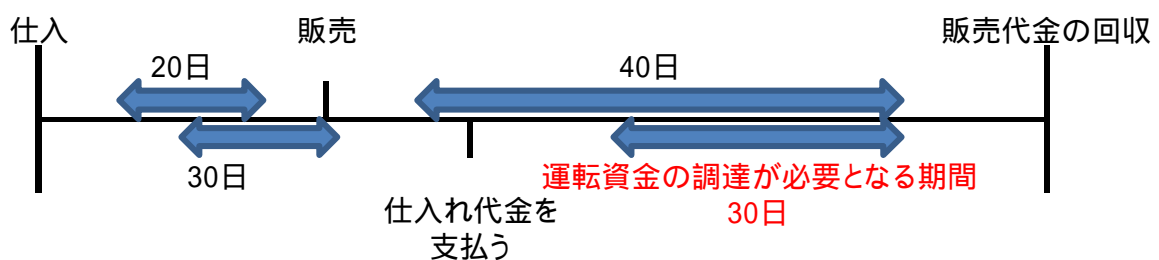 仕入
販売
販売代金の回収
20日
40日
30日
運転資金の調達が必要となる期間
30日
仕入れ代金を
支払う